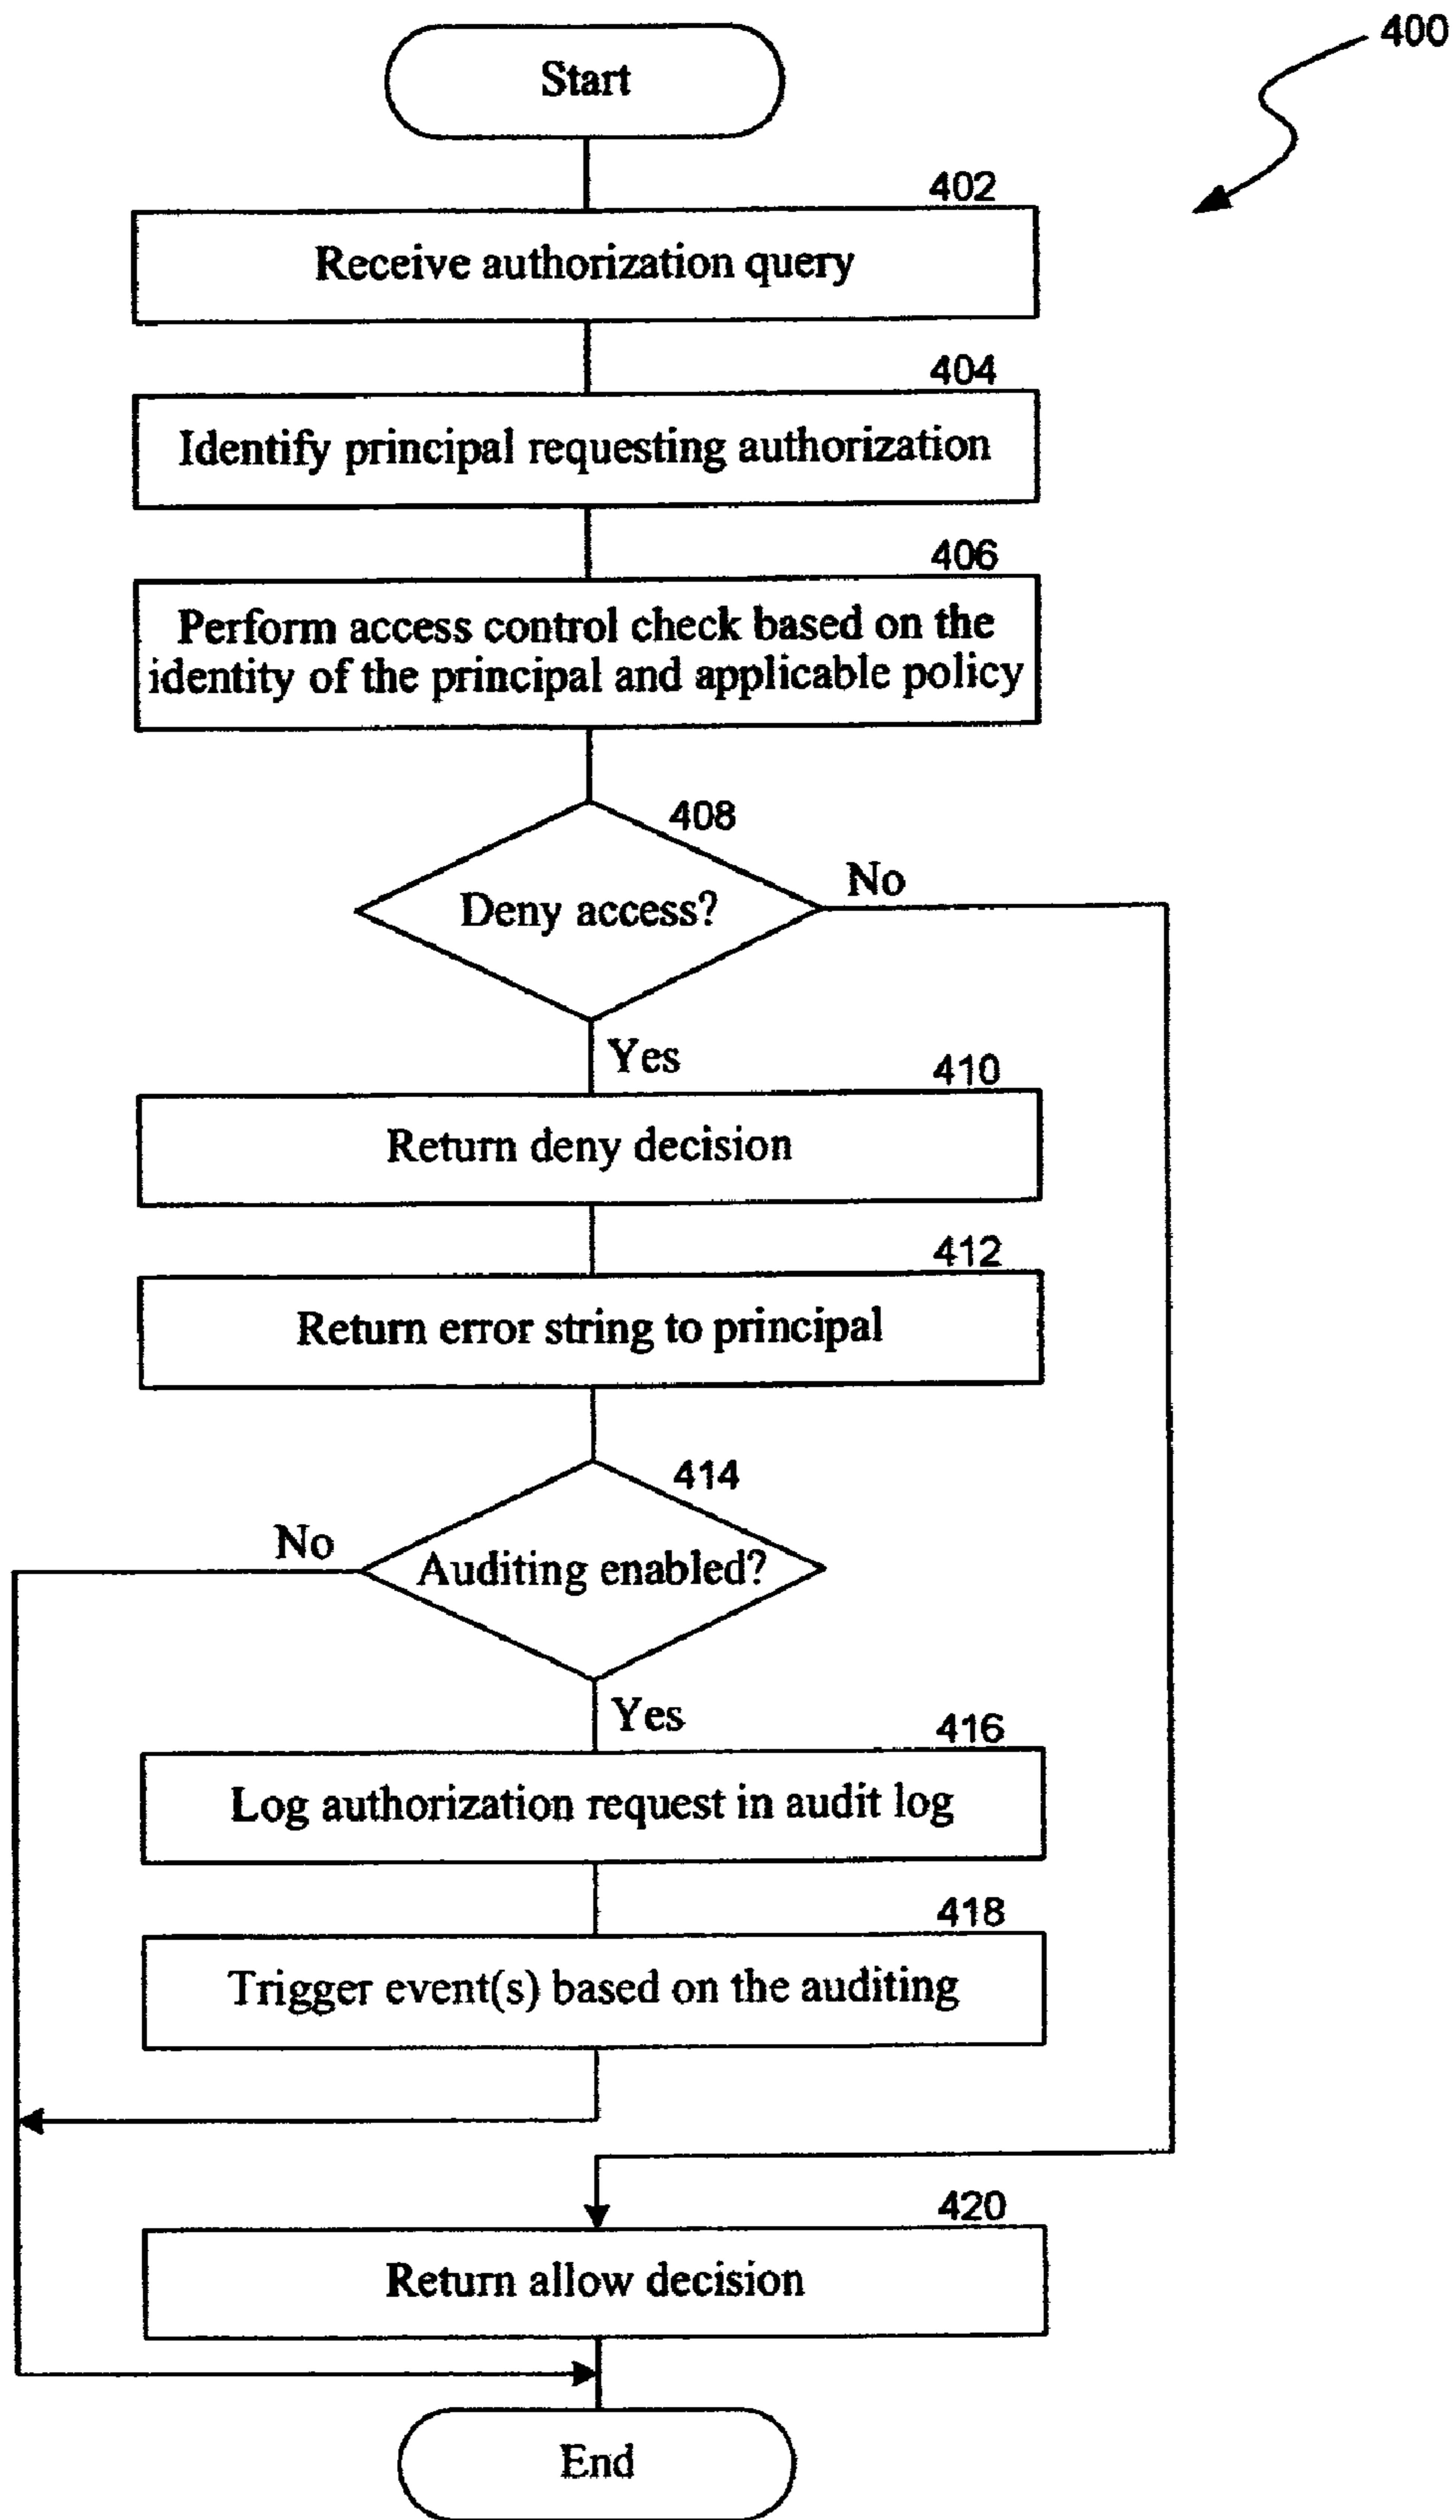 400
Start
402
Receive authorization query
404
Identify principal requesting authorization
406
Perform access control check based on the
identity of the principal and applicable policy
408
Deny access?
No
Yes
410
Return deny decision
412
Return error string to principal
414
No
Auditing enabled?
Yes
416
Log authorization request in audit log
418
Trigger event(s) based on the auditing
420
Return allow decision
End